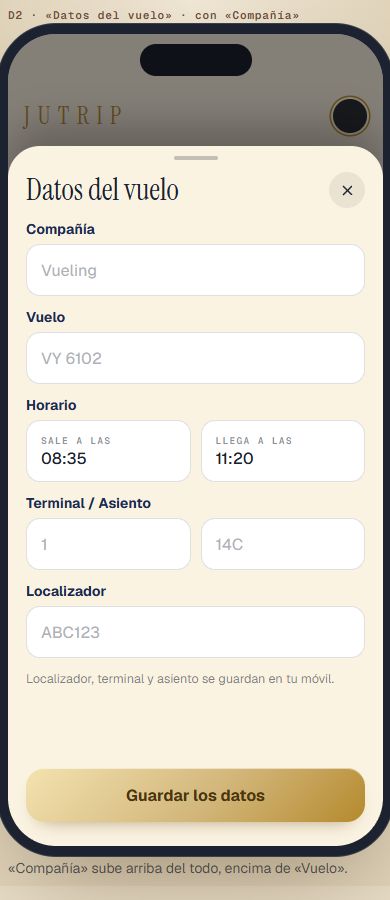 D2 · «Datos del vuelo» · con «Compañía»
JUTRIP
Datos del vuelo
Compañía
Vueling
Vuelo
VY 6102
Horario
SALE A LAS
08:35
LLEGA A LAS
11:20
Terminal / Asiento
1
14C
Localizador
ABC123
Localizador, terminal y asiento se guardan en tu móvil.
Guardar los datos
«Compañía» sube arriba del todo, encima de «Vuelo».